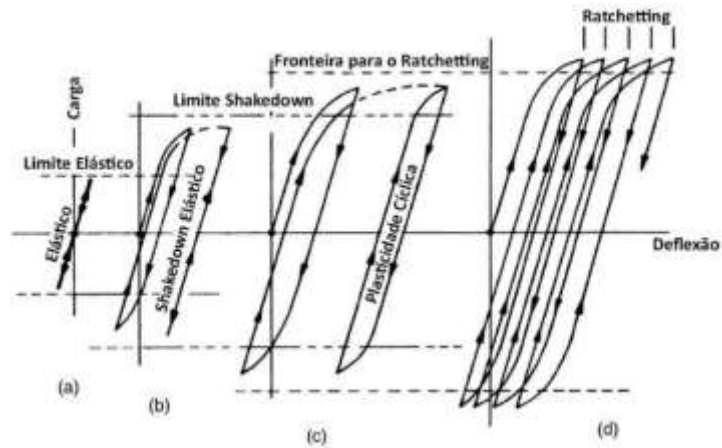 Ratchetting
Fronteira para o Ratchetting
Carga
Limite Shakedown
Limite Elástico
Elástico
Shakedown Elástico
Plasticidade Cíclica
Deflexão
(a)
(b)
(c)
(d)